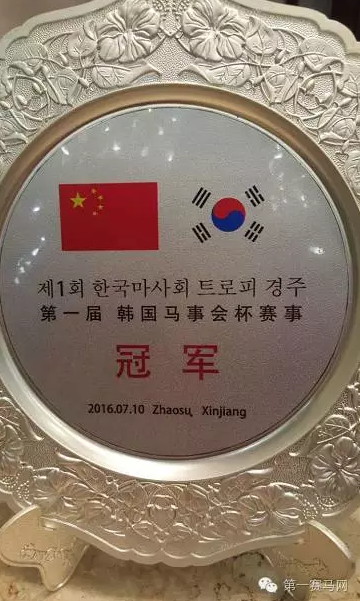 제1회 한국마사회 트로피 경주
第一届 韩国马事会杯赛事
冠 军
2016.07.10 Zhaosu, Xinjiang
第一赛马网